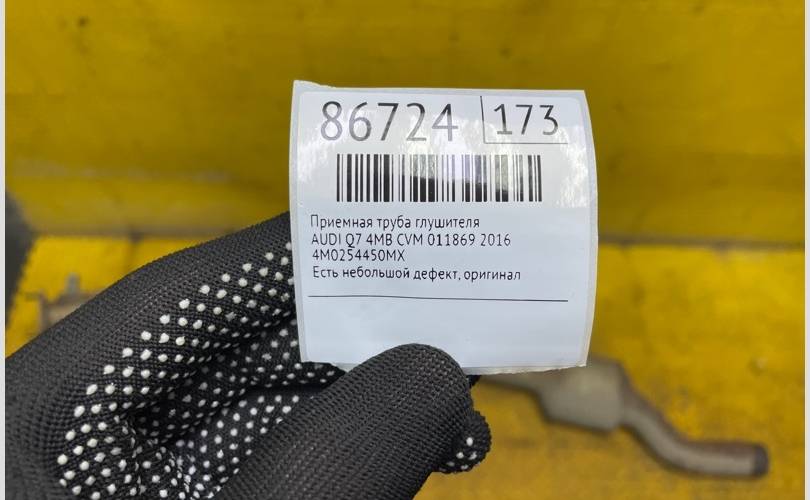 86724 173
Приемная труба глушителя
AUDI Q7 4MB CVM 011869 2016
4M0254450MX
Есть небольшой дефект, оригинал